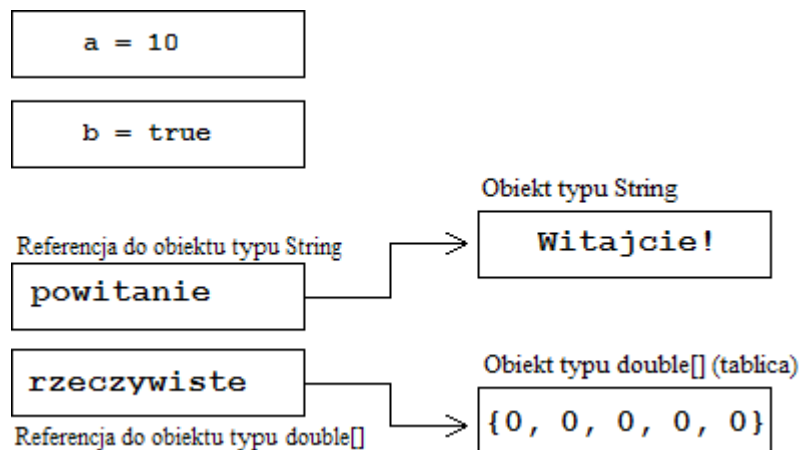 a = 10
b = true
Obiekt typu String
Witajcie!
Referencja do obiektu typu String
powitanie
rzeczywiste
Referencja do obiektu typu double[]
Obiekt typu double[] (tablica)
{0, 0, 0, 0, 0}